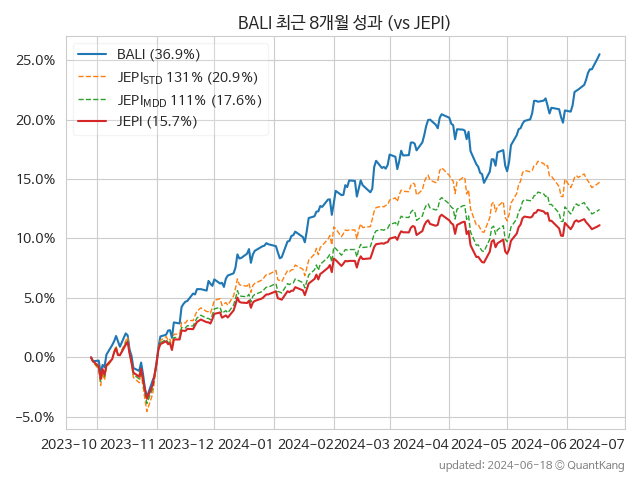 BALI 최근 8개월 성과 (vs JEPI)
BALI (36.9%)
JEPI_STD 131% (20.9%)
JEPI_MDD 111% (17.6%)
JEPI (15.7%)
25.0%
20.0%
15.0%
10.0%
5.0%
0.0%
−5.0%
2023-10 2023-11 2023-12 2024-01 2024-02 2024-03 2024-04 2024-05 2024-06 2024-07
updated: 2024-06-18 © QuantKang